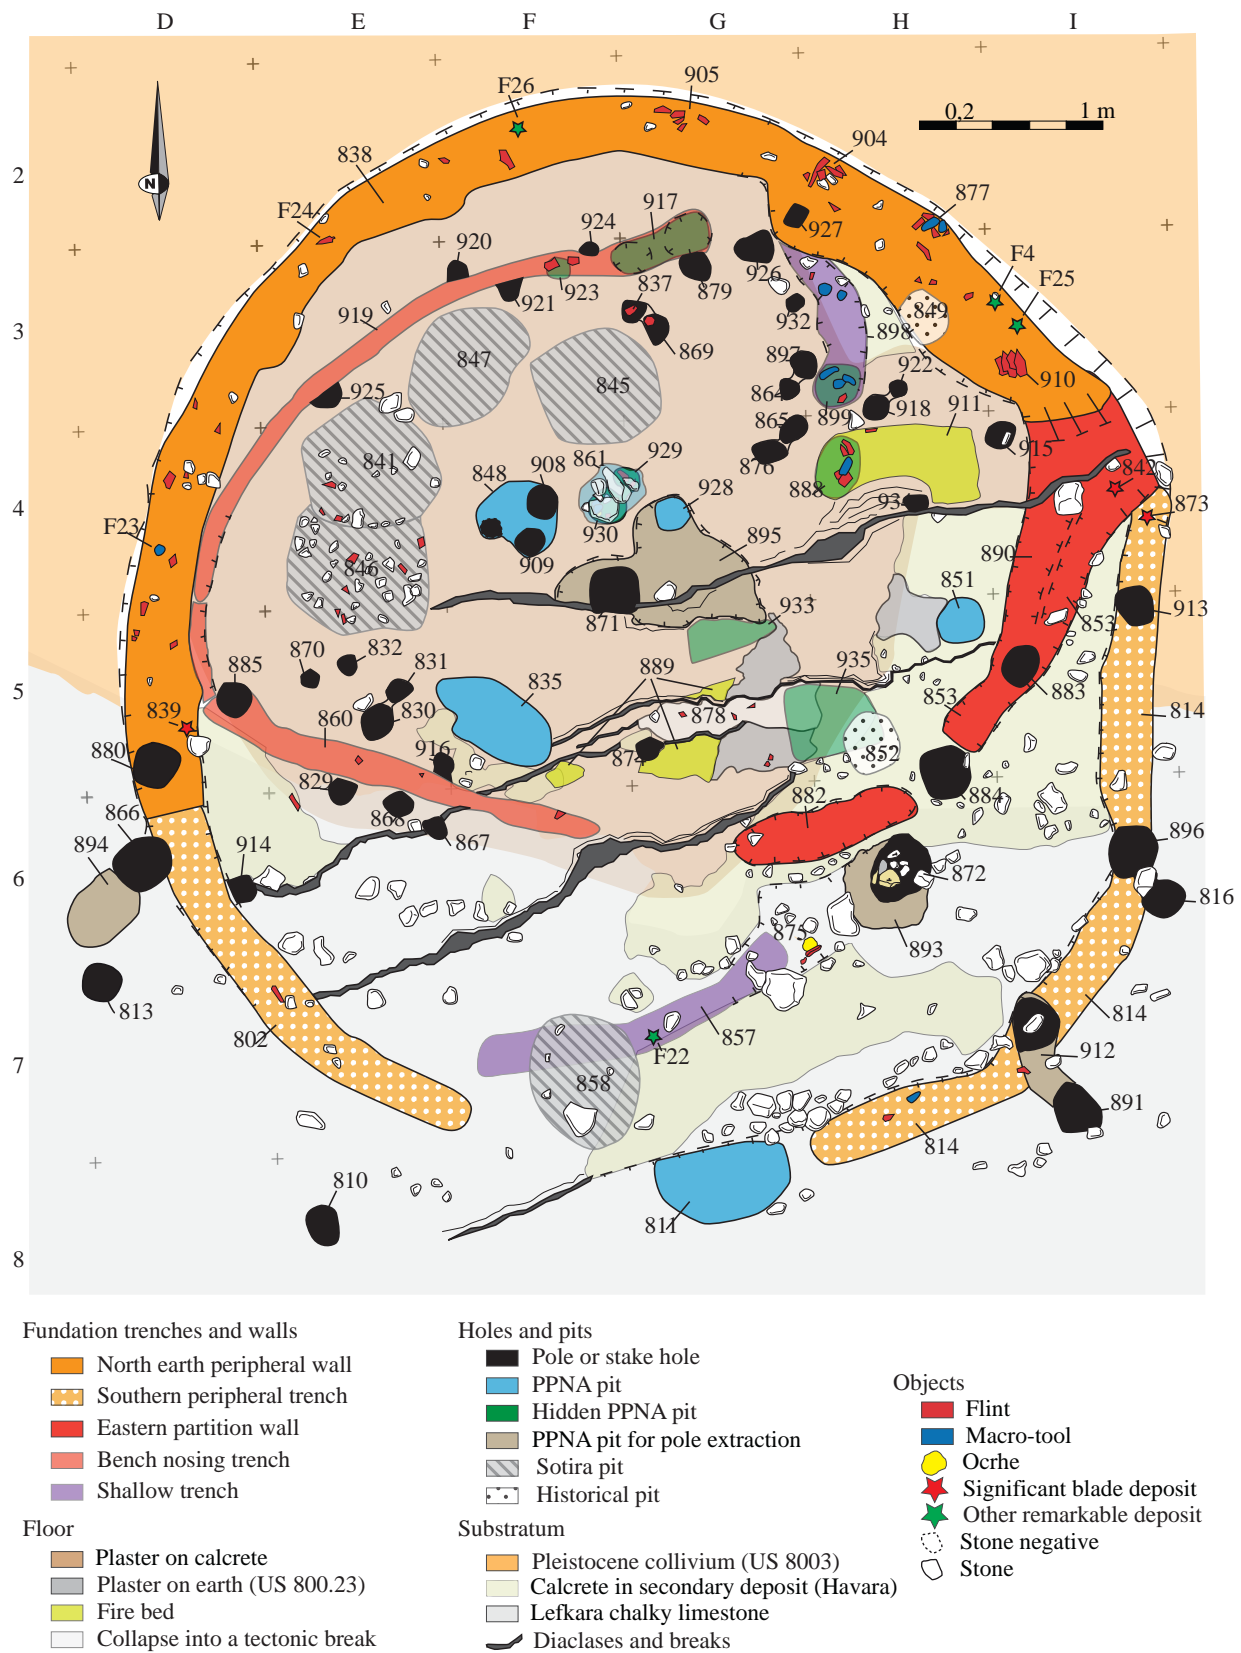 D E F G H I
F26
905
0,2 1 m
904
838
877
2
N
F24
917
927
F4
924
920
F25
926
923
879
837
921
932
849
919
898
3
869
897
847
922
845
864
910
925
899
918
911
865
915
876
841
861
929
908
848
842
888
928
934
873
F23
930
895
890
846
909
851
933
871
853
913
870
832
885
831
889
935
835
883
5
853
839
860
830
878
814
880
916
874
852
829
882
884
866
868
896
894
914
867
872
6
816
875
893
813
814
802
857
912
F22
7
858
891
814
810
811
8
4
Fundation trenches and walls
North earth peripheral wall
Southern peripheral trench
Eastern partition wall
Bench nosing trench
Shallow trench
Floor
Plaster on calcrete
Plaster on earth (US 800.23)
Fire bed
Collapse into a tectonic break
Holes and pits
Pole or stake hole
PPNA pit
Hidden PPNA pit
PPNA pit for pole extraction
Sotira pit
Historical pit
Substratum
Pleistocene collivium (US 8003)
Calcrete in secondary deposit (Havara)
Lefkara chalky limestone
Diaclases and breaks
Objects
Flint
Macro-tool
Ocrhe
Significant blade deposit
Other remarkable deposit
Stone negative
Stone